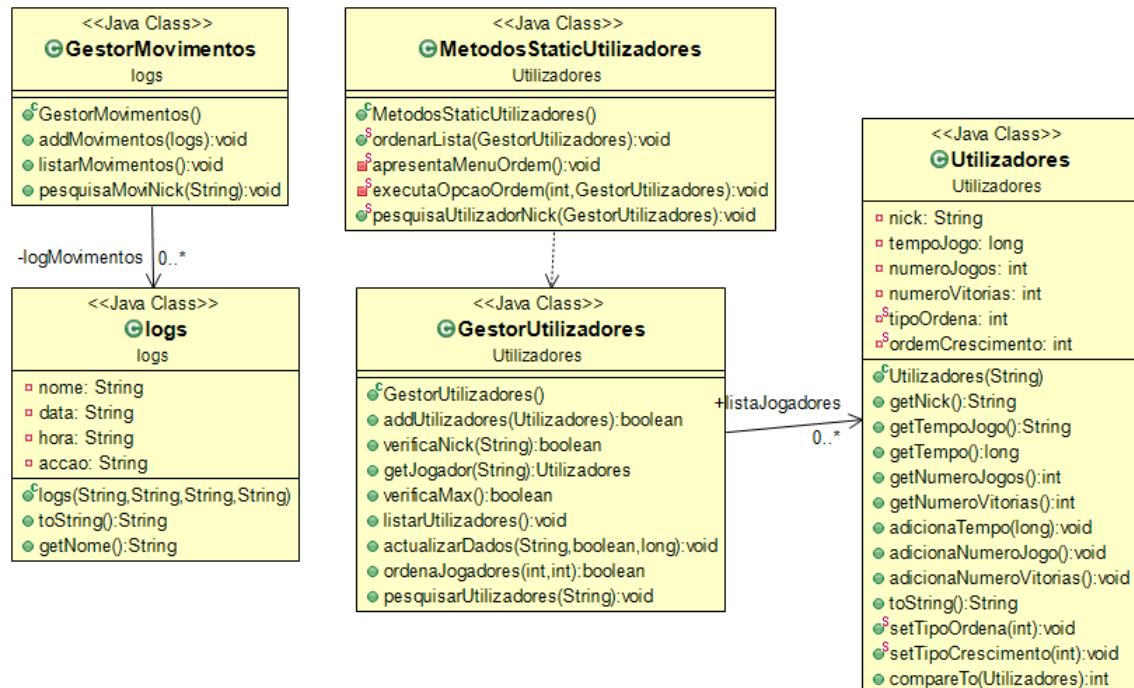 <<Java Class>>
GestorMovimentos
logs
GestorMovimentos()
addMovimentos(logs):void
listarMovimentos():void
pesquisaMoviNick(String):void
-logMovimentos 0..*
<<Java Class>>
logs
logs
nome: String
data: String
hora: String
accao: String
logs(String,String,String,String)
toString():String
getNome():String
<<Java Class>>
MetodosStaticUtilizadores
Utilizadores
MetodosStaticUtilizadores()
ordenarLista(GestorUtilizadores):void
apresentaMenuOrdem():void
executaOpcaoOrdem(int,GestorUtilizadores):void
pesquisaUtilizadorNick(GestorUtilizadores):void
<<Java Class>>
GestorUtilizadores
Utilizadores
GestorUtilizadores()
addUtilizadores(Utilizadores):boolean
verificaNick(String):boolean
getJogador(String):Utilizadores
verificaMax():boolean
listarUtilizadores():void
actualizarDados(String,boolean,long):void
ordenaJogadores(int,int):boolean
pesquisarUtilizadores(String):void
+listaJogadores
0..*
<<Java Class>>
Utilizadores
Utilizadores
nick: String
tempoJogo: long
numeroJogos: int
numeroVitorias: int
tipoOrdena: int
ordemCrescimento: int
Utilizadores(String)
getNick():String
getTempoJogo():String
getTempo():long
getNumeroJogos():int
getNumeroVitorias():int
adicionaTempo(long):void
adicionaNumeroJogo():void
adicionaNumeroVitorias():void
toString():String
setTipoOrdena(int):void
setTipoCrescimento(int):void
compareTo(Utilizadores):int